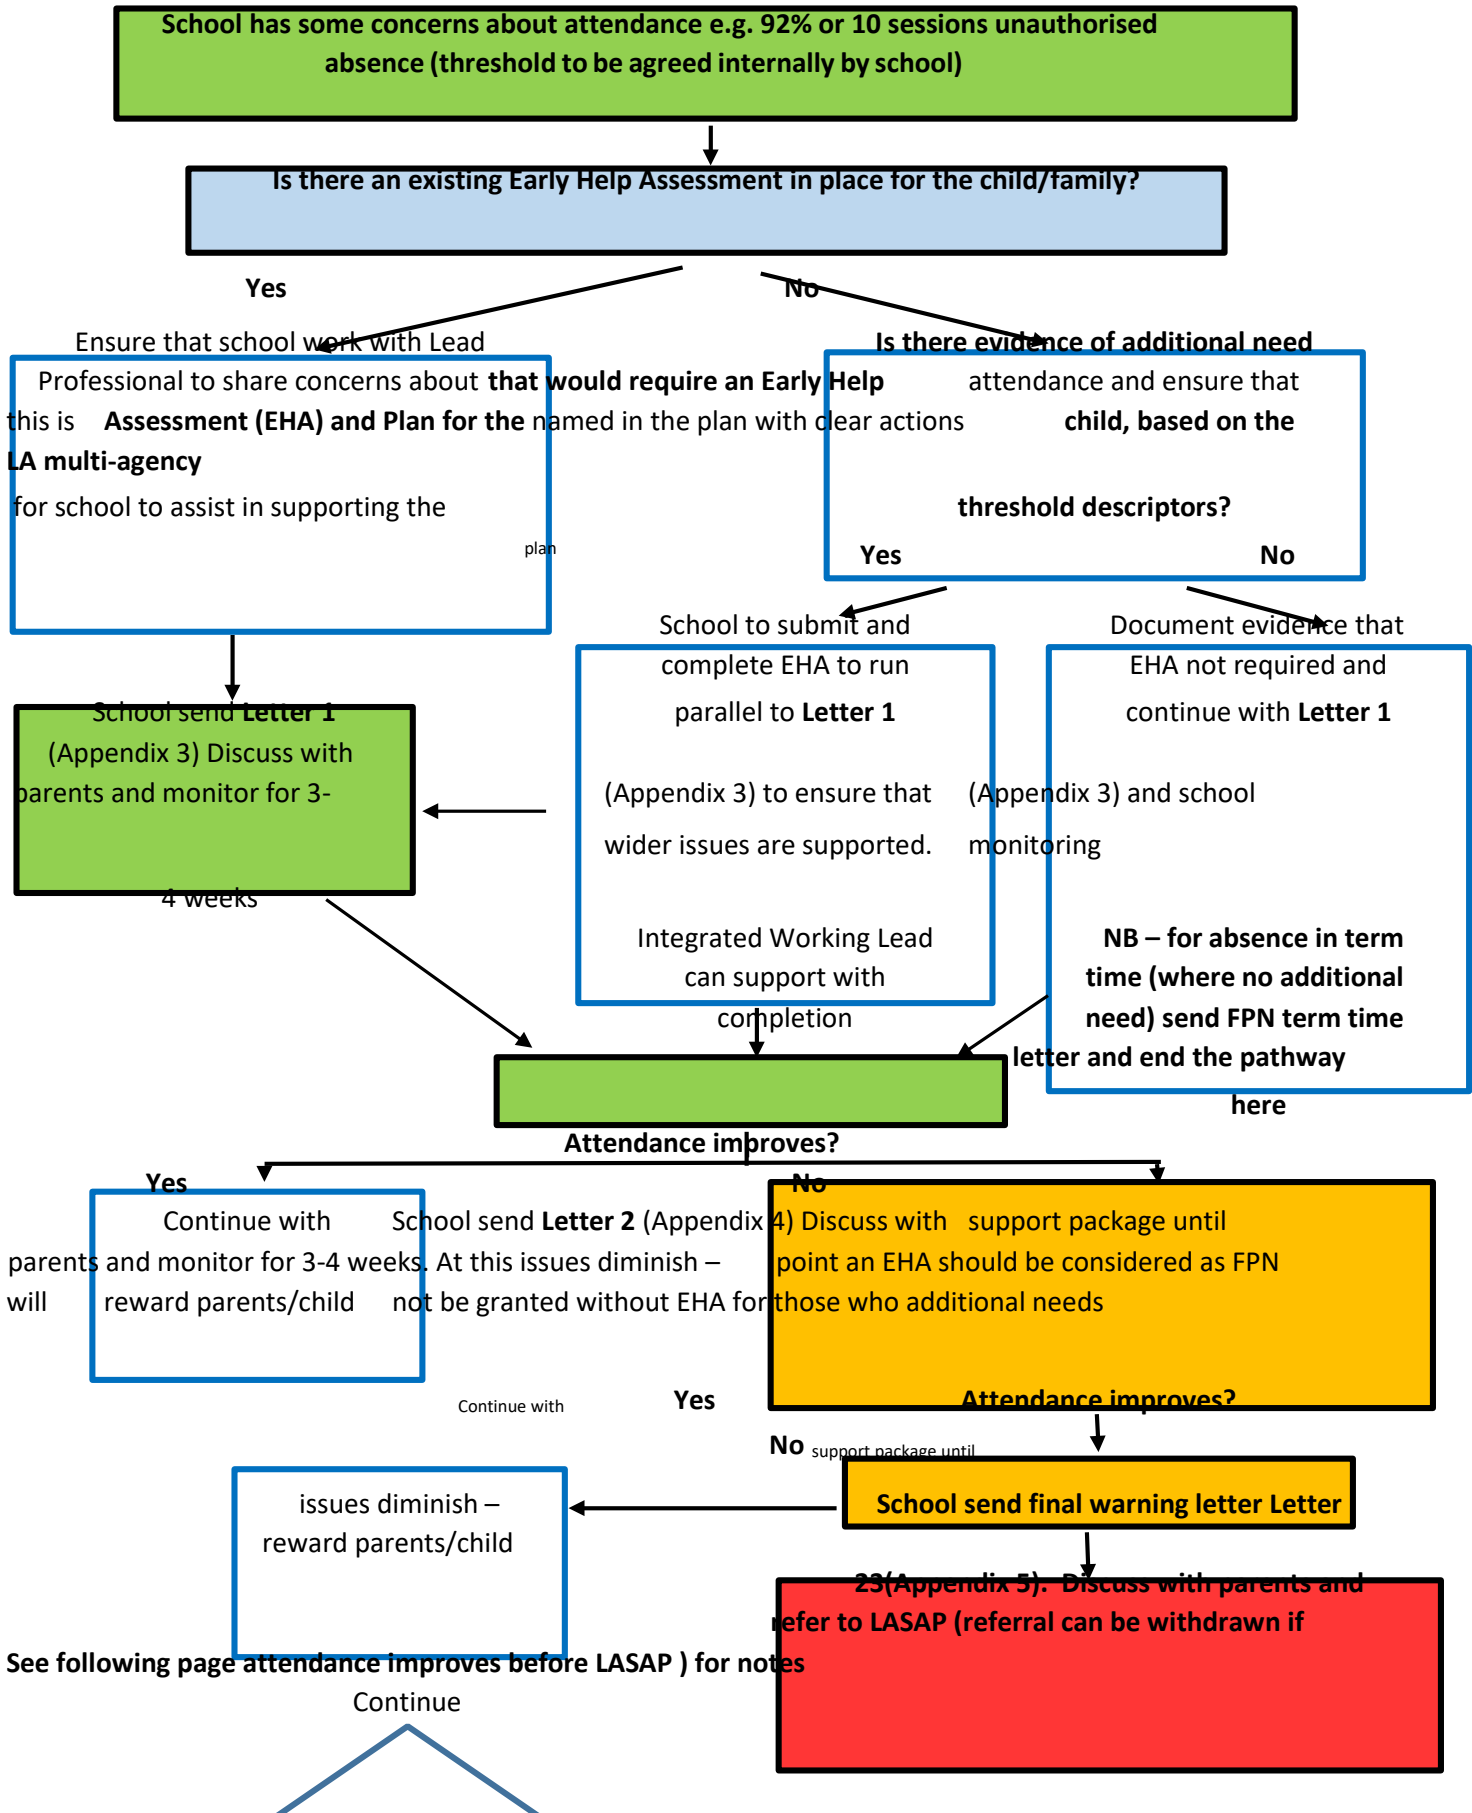 School has some concerns about attendance e.g. 92% or 10 sessions unauthorised
absence (threshold to be agreed internally by school)
Is there an existing Early Help Assessment in place for the child/family?
Yes No
Ensure that school work with Lead Is there evidence of additional need
Professional to share concerns about that would require an Early Help attendance and ensure that
this is Assessment (EHA) and Plan for the named in the plan with clear actions child, based on the
LA multi-agency
for school to assist in supporting the threshold descriptors?
plan
Yes No
School to submit and
complete EHA to run
parallel to Letter 1
(Appendix 3) to ensure that
wider issues are supported.
Integrated Working Lead
can support with
completion
Document evidence that
EHA not required and
continue with Letter 1
(Appendix 3) and school
monitoring
NB – for absence in term
time (where no additional
need) send FPN term time
letter and end the pathway
here
School send Letter 1
(Appendix 3) Discuss with
parents and monitor for 3-
4 weeks
Attendance improves?
Yes No
Continue with School send Letter 2 (Appendix 4) Discuss with support package until
parents and monitor for 3-4 weeks. At this issues diminish – point an EHA should be considered as FPN
will reward parents/child not be granted without EHA for those who additional needs
Continue with Yes Attendance improves?
No support package until
issues diminish –
reward parents/child
School send final warning letter Letter
23(Appendix 5). Discuss with parents and
refer to LASAP (referral can be withdrawn if
See following page attendance improves before LASAP ) for notes
Continue